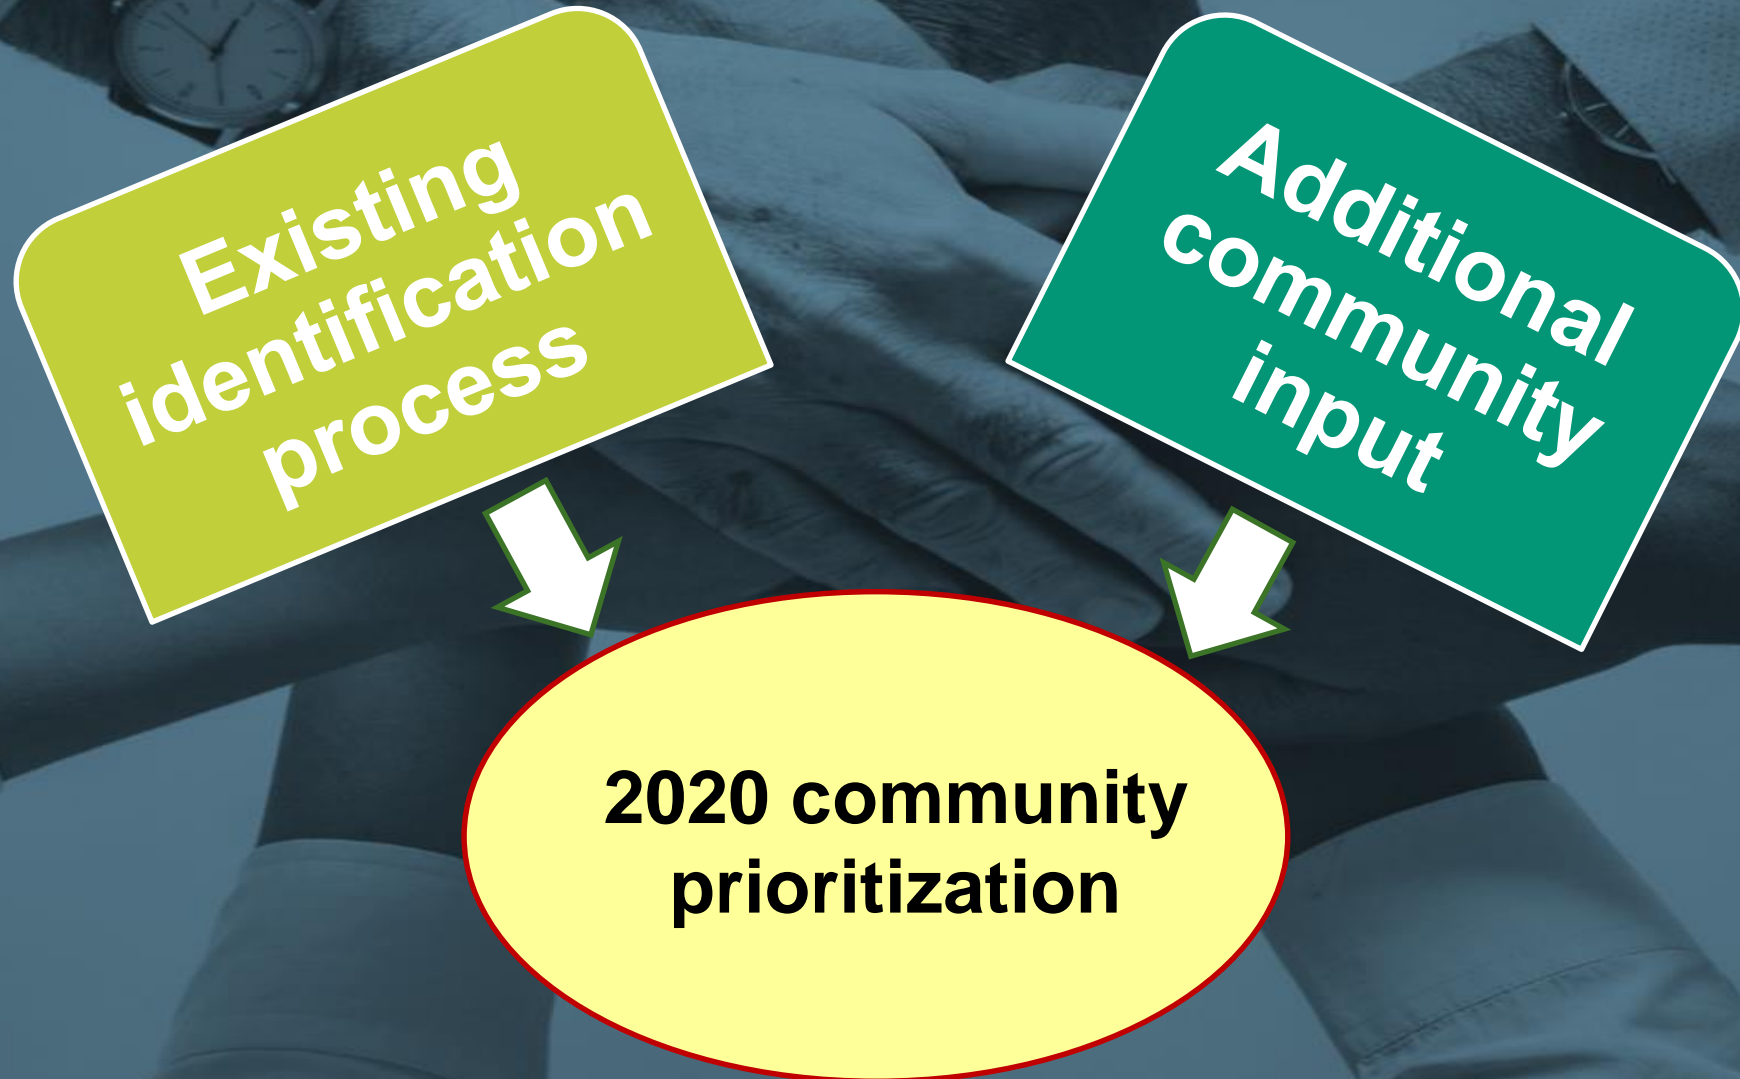 Existing
identification
process
Additional
community
input
2020 community
prioritization